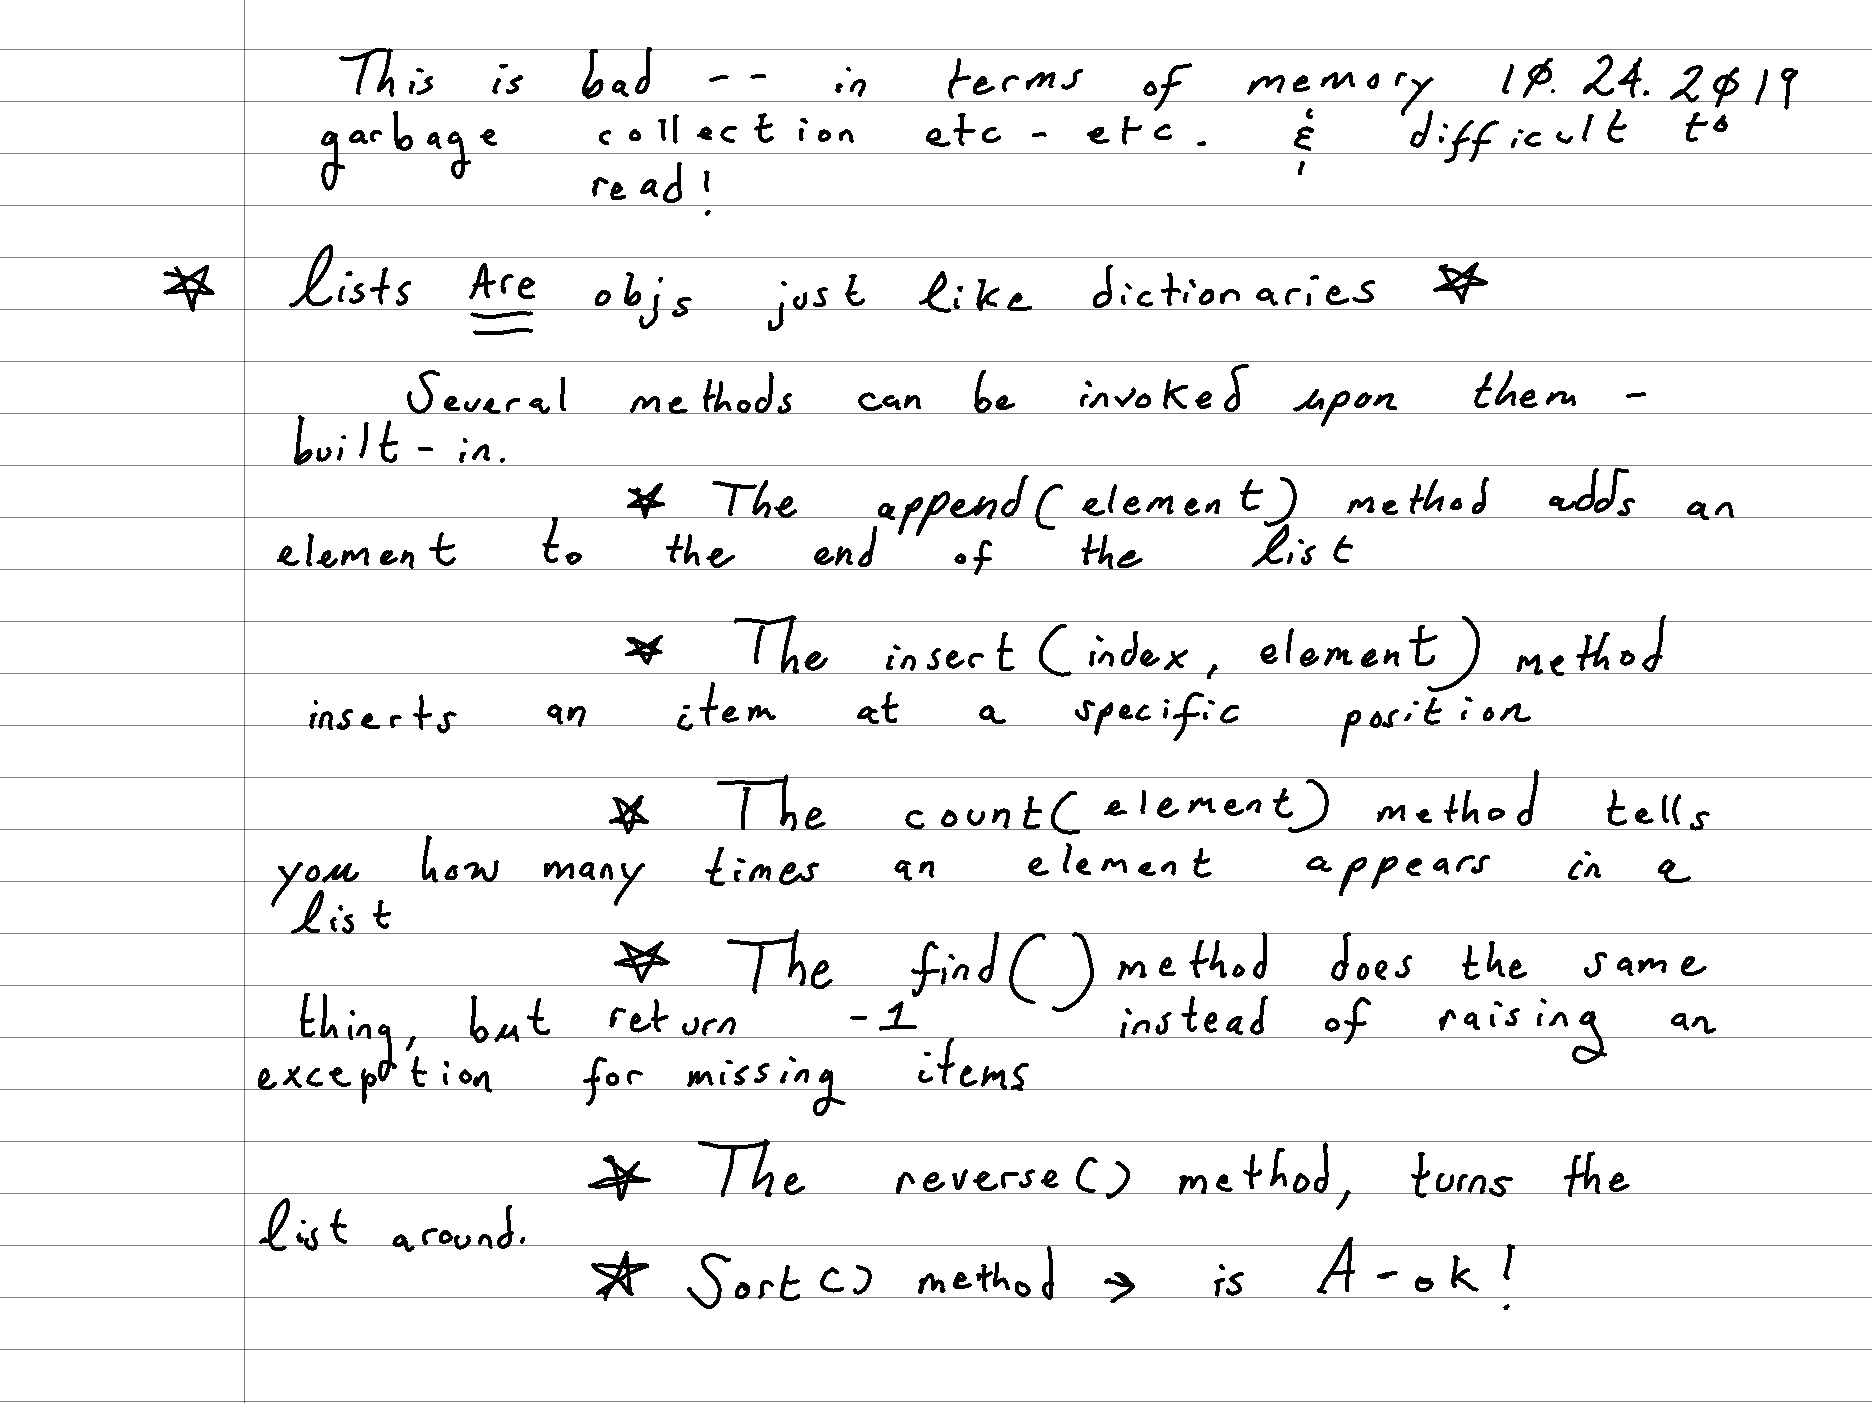 This is bad -- in terms of memory 10.24.2019
garbage collection etc - etc. & difficult to
read!
☆ lists Are objs just like dictionaries ☆
Several methods can be invoked upon them -
built-in.
☆ The append(element) method adds an
element to the end of the list
☆ The insert(index, element) method
inserts an item at a specific position
☆ The count(element) method tells
you how many times an element appears in a
list
☆ The find() method does the same
thing, but return -1 instead of raising an
exception for missing items
☆ The reverse() method, turns the
list around.
☆ Sort() method → is A-ok!